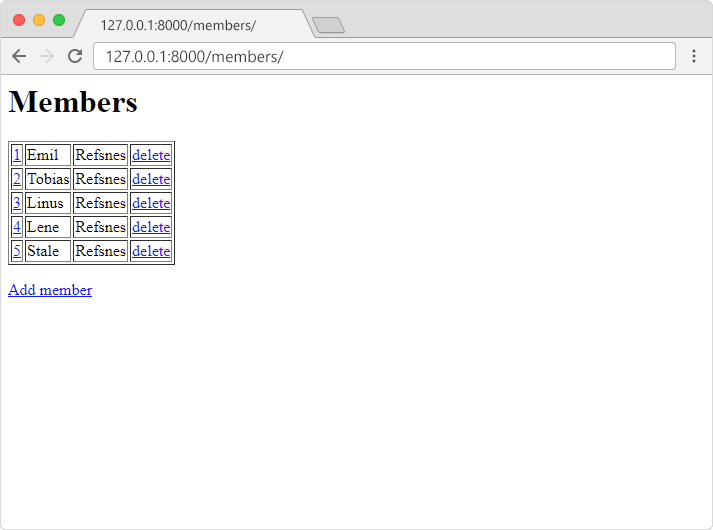 127.0.0.1:8000/members/
127.0.0.1:8000/members/
Members
1 Emil Refsnes delete
2 Tobias Refsnes delete
3 Linus Refsnes delete
4 Lene Refsnes delete
5 Stale Refsnes delete
Add member